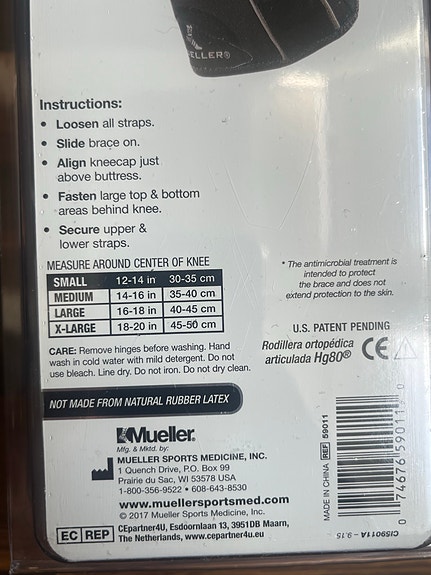 MUELLER®
Instructions:
• Loosen all straps.
• Slide brace on.
• Align kneecap just
above buttress.
• Fasten large top & bottom
areas behind knee.
• Secure upper &
lower straps.
MEASURE AROUND CENTER OF KNEE
SMALL 12-14 in 30-35 cm
MEDIUM 14-16 in 35-40 cm
LARGE 16-18 in 40-45 cm
X-LARGE 18-20 in 45-50 cm
* The antimicrobial treatment is
intended to protect
the brace and does not
extend protection to the skin.
U.S. PATENT PENDING
Rodillera ortopédica
articulada Hg80®
CE
CARE: Remove hinges before washing. Hand
wash in cold water with mild detergent. Do not
use bleach. Line dry. Do not iron. Do not dry clean.
NOT MADE FROM NATURAL RUBBER LATEX
Mueller®
Mfg. & Mktd. by:
MUELLER SPORTS MEDICINE, INC.
1 Quench Drive, P.O. Box 99
Prairie du Sac, WI 53578 USA
1-800-356-9522 • 608-643-8530
www.muellersportsmed.com
© 2017 Mueller Sports Medicine, Inc.
EC REP CEpartner4U, Esdoornlaan 13, 3951DB Maarn,
The Netherlands, www.cepartner4u.eu
MADE IN CHINA REF 59011
0 74676 59011 0
CI59011A – 9.15